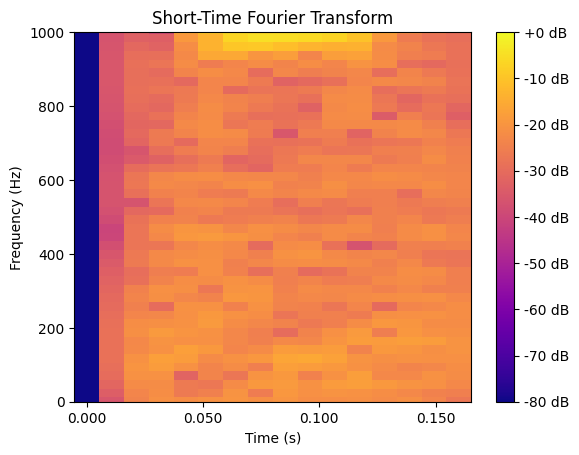 Short-Time Fourier Transform
1000
800
600
400
200
0
Frequency (Hz)
0.000
0.050
0.100
0.150
Time (s)
+0 dB
-10 dB
-20 dB
-30 dB
-40 dB
-50 dB
-60 dB
-70 dB
-80 dB